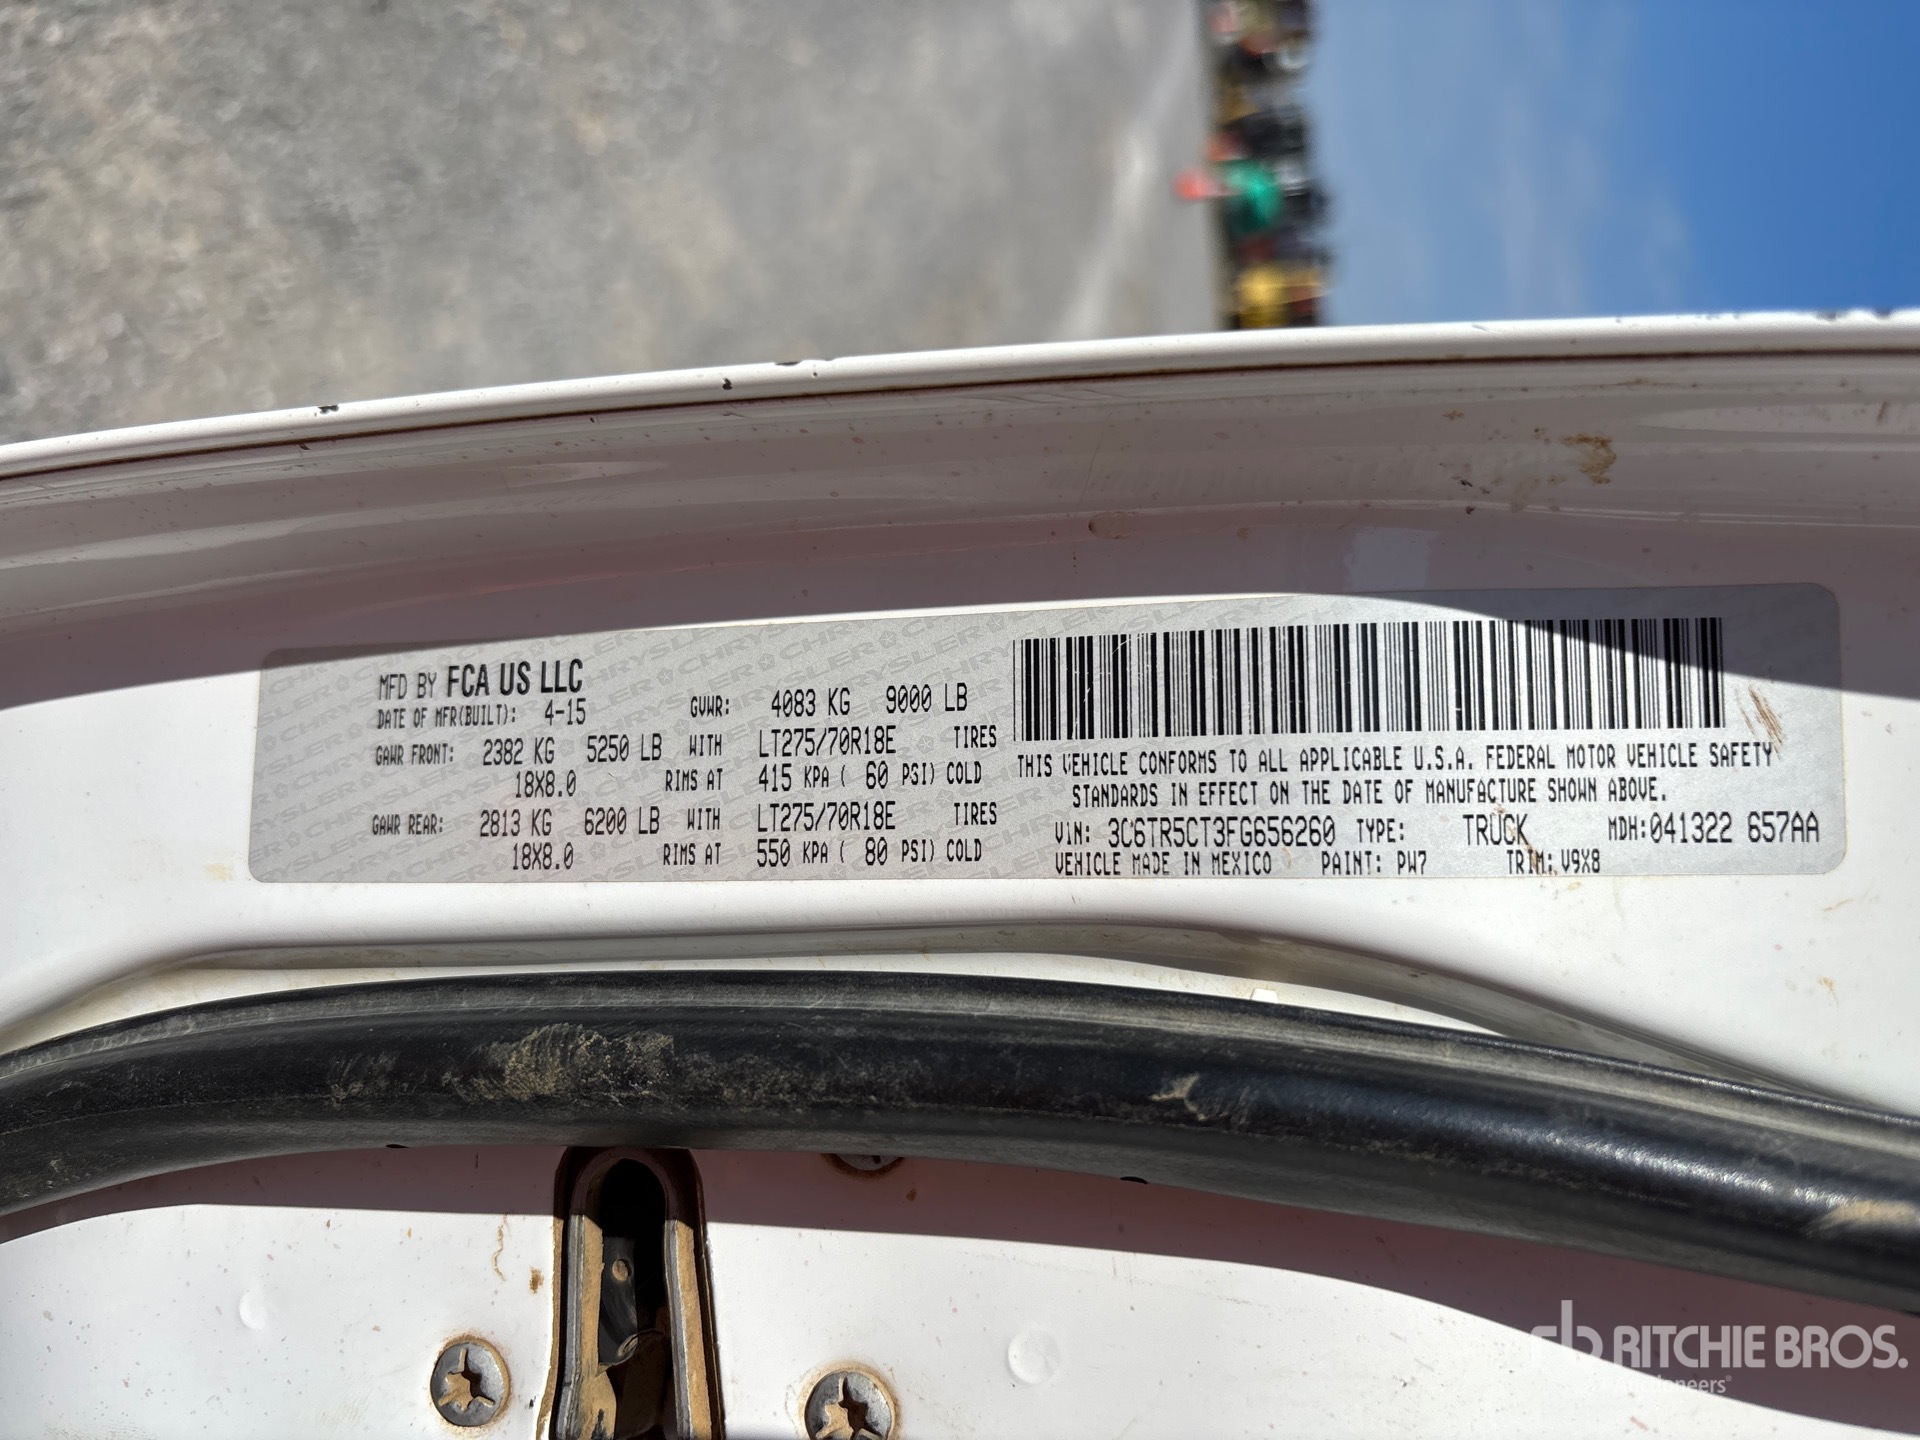 MFD BY FCA US LLC
DATE OF MFR(BUILT): 4-15 GVWR: 4083 KG 9000 LB
GAWR FRONT: 2382 KG 5250 LB WITH LT275/70R18E TIRES
18X8.0 RIMS AT 415 KPA ( 60 PSI) COLD
GAWR REAR: 2813 KG 6200 LB WITH LT275/70R18E TIRES
18X8.0 RIMS AT 550 KPA ( 80 PSI) COLD
THIS VEHICLE CONFORMS TO ALL APPLICABLE U.S.A. FEDERAL MOTOR VEHICLE SAFETY
STANDARDS IN EFFECT ON THE DATE OF MANUFACTURE SHOWN ABOVE.
VIN: 3C6TR5CT3FG656260 TYPE: TRUCK MDH:041322 657AA
VEHICLE MADE IN MEXICO PAINT: PW7 TRIM: V9X8
rb RITCHIE BROS.
Auctioneers